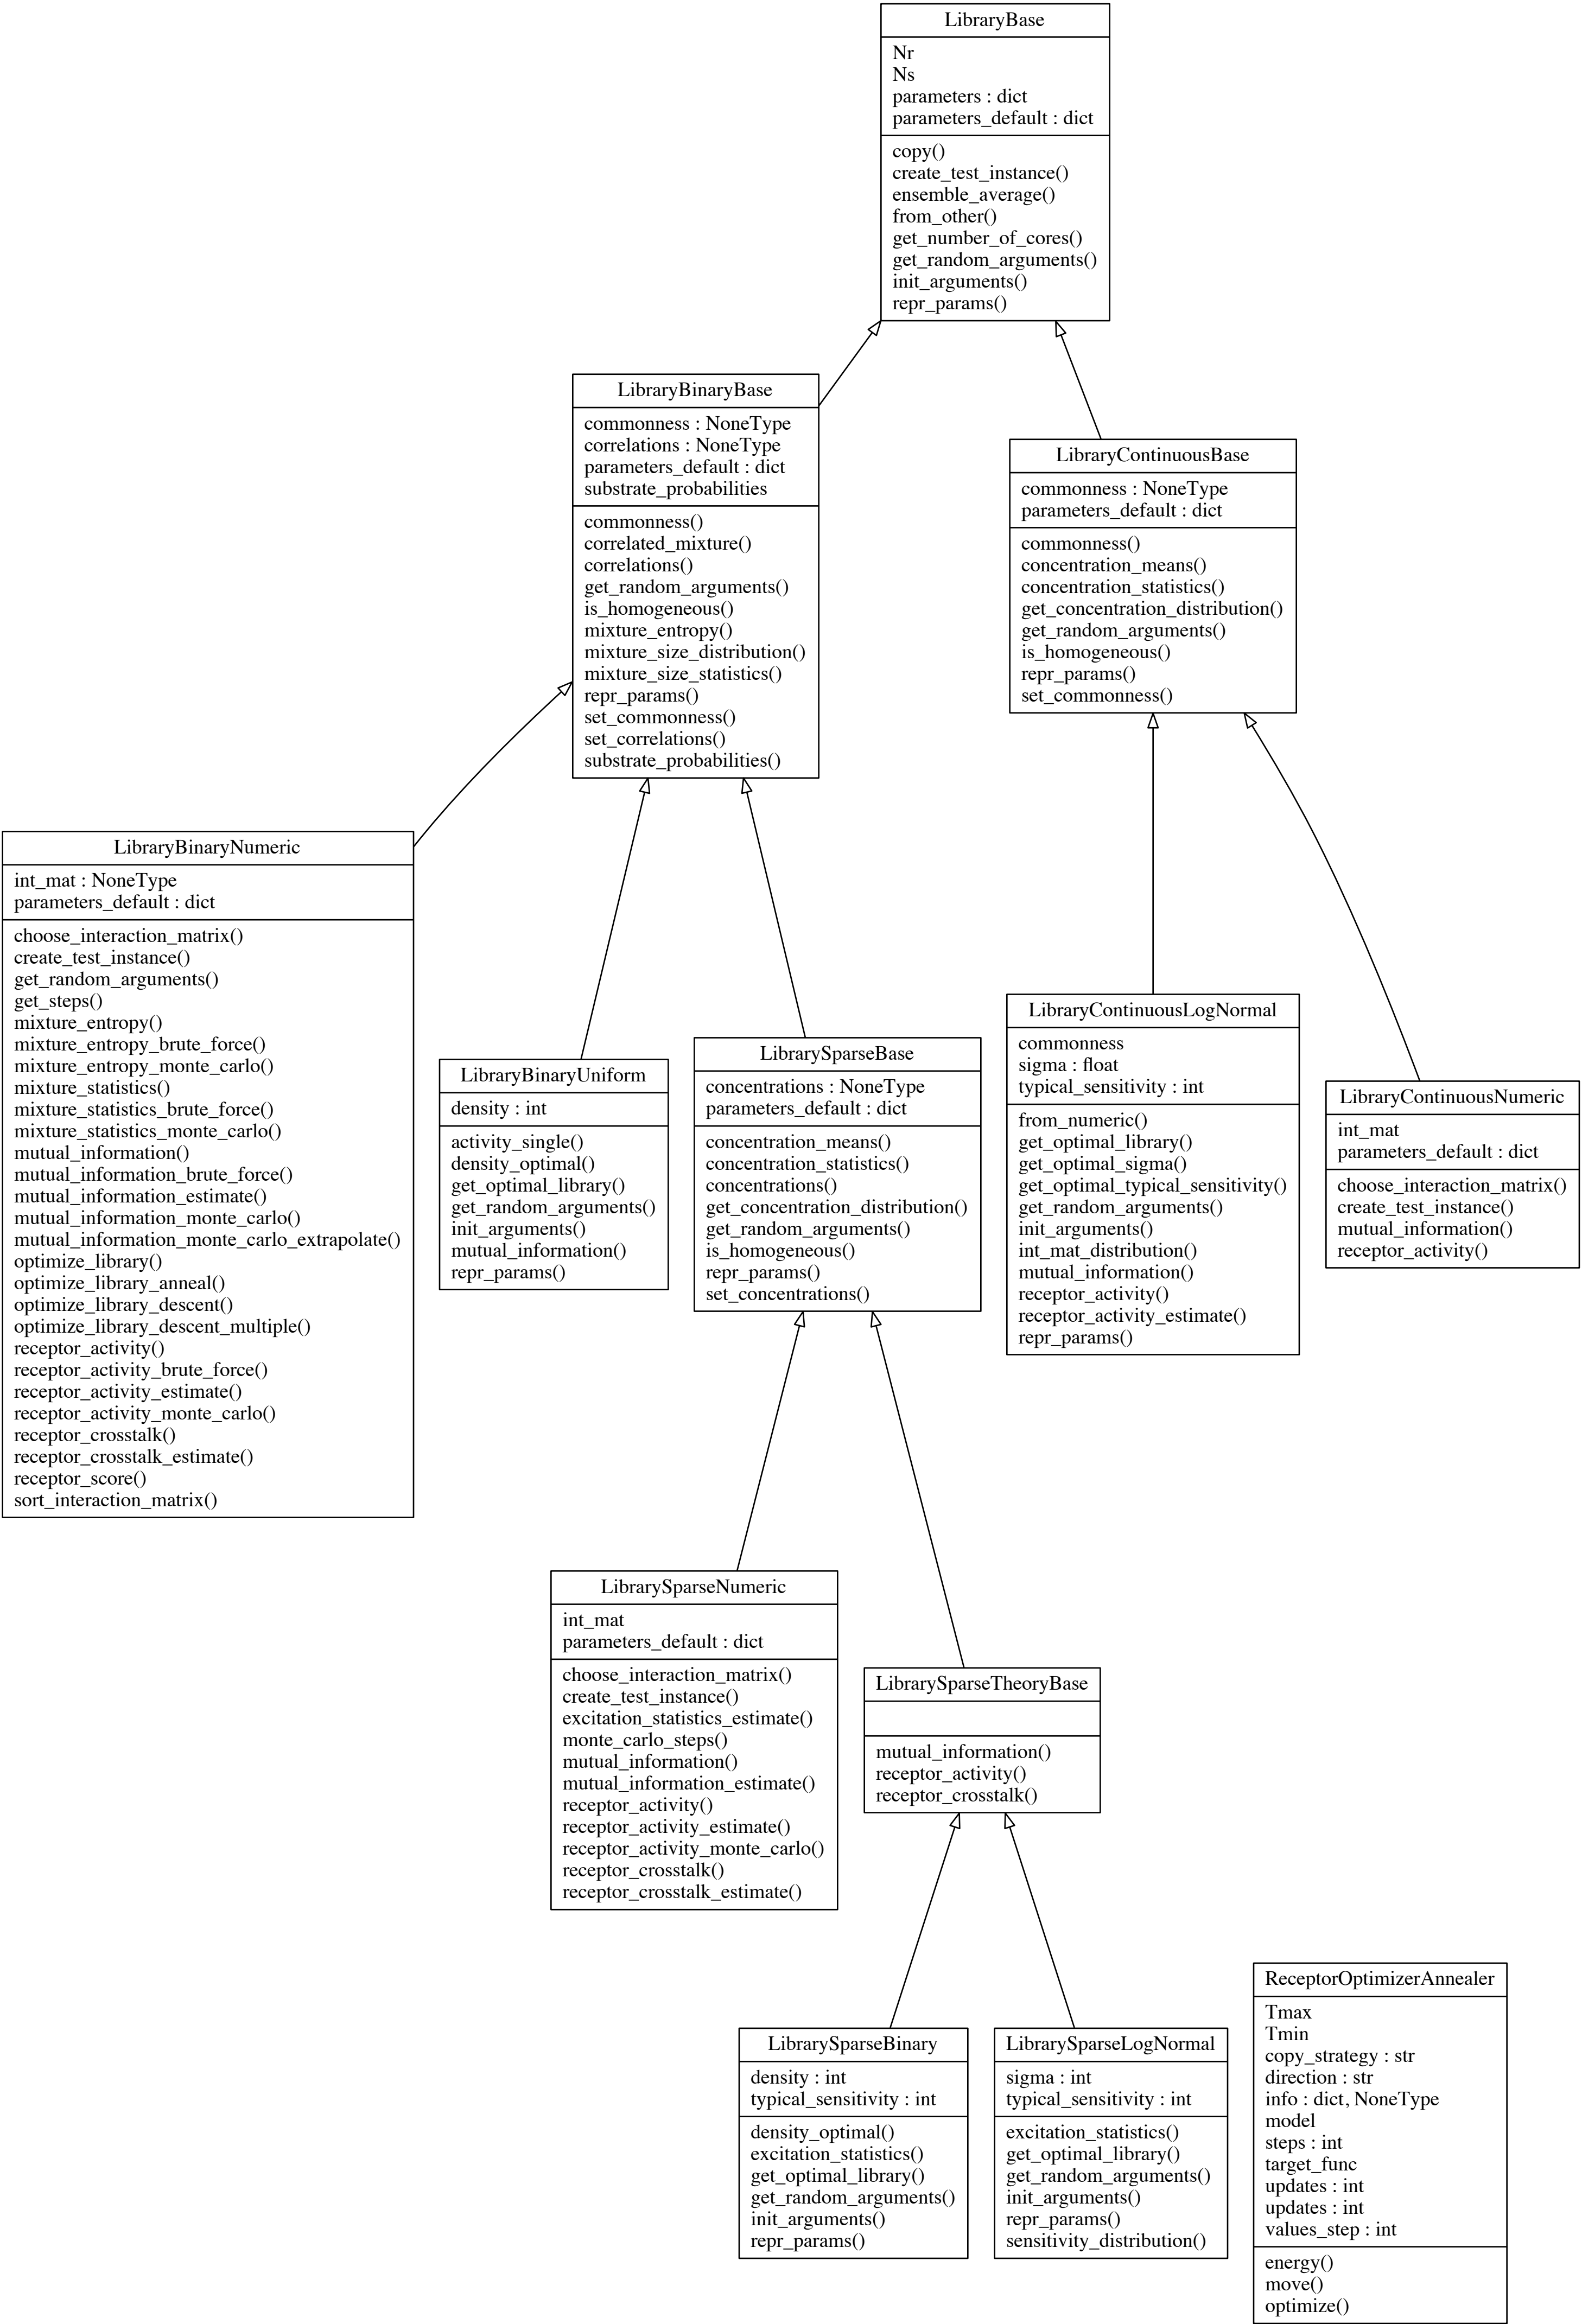 LibraryBase
Nr
Ns
parameters : dict
parameters_default : dict
copy()
create_test_instance()
ensemble_average()
from_other()
get_number_of_cores()
get_random_arguments()
init_arguments()
repr_params()
LibraryBinaryBase
commonness : NoneType
correlations : NoneType
parameters_default : dict
substrate_probabilities
commonness()
correlated_mixture()
correlations()
get_random_arguments()
is_homogeneous()
mixture_entropy()
mixture_size_distribution()
mixture_size_statistics()
repr_params()
set_commonness()
set_correlations()
substrate_probabilities()
LibraryContinuousBase
commonness : NoneType
parameters_default : dict
commonness()
concentration_means()
concentration_statistics()
get_concentration_distribution()
get_random_arguments()
is_homogeneous()
repr_params()
set_commonness()
LibraryBinaryNumeric
int_mat : NoneType
parameters_default : dict
choose_interaction_matrix()
create_test_instance()
get_random_arguments()
get_steps()
mixture_entropy()
mixture_entropy_brute_force()
mixture_entropy_monte_carlo()
mixture_statistics()
mixture_statistics_brute_force()
mixture_statistics_monte_carlo()
mutual_information()
mutual_information_brute_force()
mutual_information_estimate()
mutual_information_monte_carlo()
mutual_information_monte_carlo_extrapolate()
optimize_library()
optimize_library_anneal()
optimize_library_descent()
optimize_library_descent_multiple()
receptor_activity()
receptor_activity_brute_force()
receptor_activity_estimate()
receptor_activity_monte_carlo()
receptor_crosstalk()
receptor_crosstalk_estimate()
receptor_score()
sort_interaction_matrix()
LibraryBinaryUniform
density : int
activity_single()
density_optimal()
get_optimal_library()
get_random_arguments()
init_arguments()
mutual_information()
repr_params()
LibrarySparseBase
concentrations : NoneType
parameters_default : dict
concentration_means()
concentration_statistics()
concentrations()
get_concentration_distribution()
get_random_arguments()
is_homogeneous()
repr_params()
set_concentrations()
LibraryContinuousLogNormal
commonness
sigma : float
typical_sensitivity : int
from_numeric()
get_optimal_library()
get_optimal_sigma()
get_optimal_typical_sensitivity()
get_random_arguments()
init_arguments()
int_mat_distribution()
mutual_information()
receptor_activity()
receptor_activity_estimate()
repr_params()
LibraryContinuousNumeric
int_mat
parameters_default : dict
choose_interaction_matrix()
create_test_instance()
mutual_information()
receptor_activity()
LibrarySparseNumeric
int_mat
parameters_default : dict
choose_interaction_matrix()
create_test_instance()
excitation_statistics_estimate()
monte_carlo_steps()
mutual_information()
mutual_information_estimate()
receptor_activity()
receptor_activity_estimate()
receptor_activity_monte_carlo()
receptor_crosstalk()
receptor_crosstalk_estimate()
LibrarySparseTheoryBase
mutual_information()
receptor_activity()
receptor_crosstalk()
LibrarySparseBinary
density : int
typical_sensitivity : int
density_optimal()
excitation_statistics()
get_optimal_library()
get_random_arguments()
init_arguments()
repr_params()
LibrarySparseLogNormal
sigma : int
typical_sensitivity : int
excitation_statistics()
get_optimal_library()
get_random_arguments()
init_arguments()
repr_params()
sensitivity_distribution()
ReceptorOptimizerAnnealer
Tmax
Tmin
copy_strategy : str
direction : str
info : dict, NoneType
model
steps : int
target_func
updates : int
updates : int
values_step : int
energy()
move()
optimize()